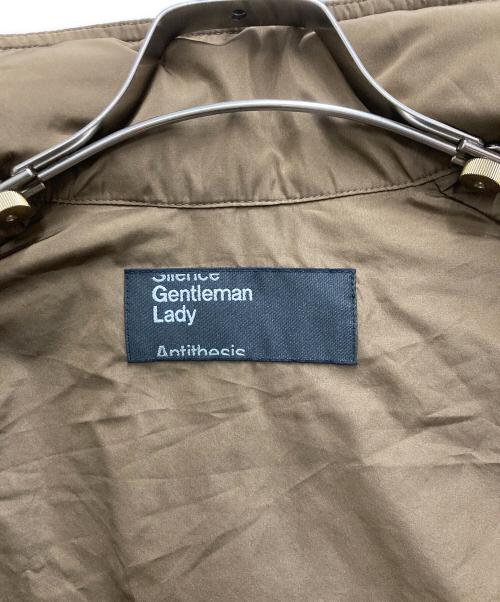 Silence
Gentleman
Lady
Antithesis